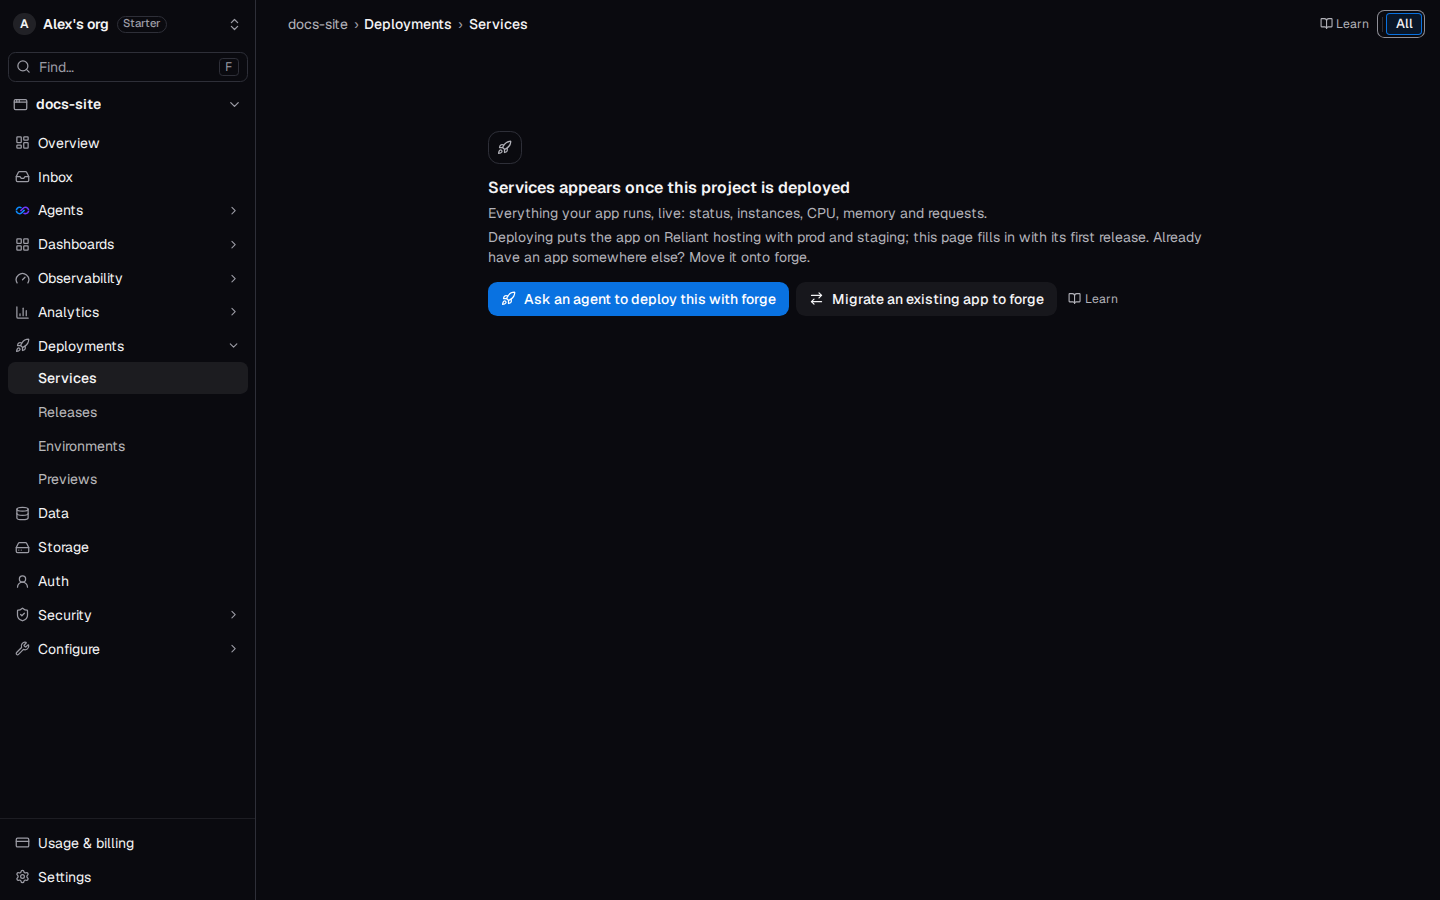 A Alex's org Starter
Find... F
docs-site
Overview
Inbox
Agents
Dashboards
Observability
Analytics
Deployments
Services
Releases
Environments
Previews
Data
Storage
Auth
Security
Configure
Usage & billing
Settings
docs-site › Deployments › Services
Learn All
Services appears once this project is deployed
Everything your app runs, live: status, instances, CPU, memory and requests.
Deploying puts the app on Reliant hosting with prod and staging; this page fills in with its first release. Already
have an app somewhere else? Move it onto forge.
Ask an agent to deploy this with forge Migrate an existing app to forge Learn